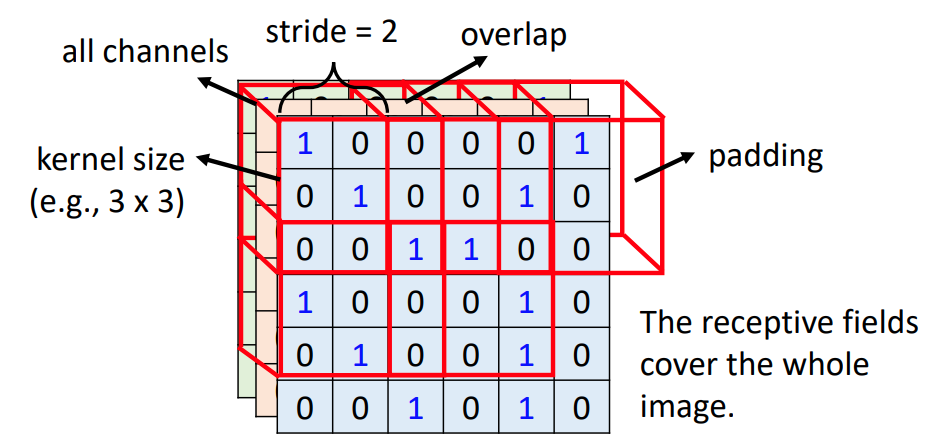 stride = 2
overlap
all channels
kernel size
(e.g., 3 x 3)
padding
1 0 0 0 0 1
0 1 0 0 1 0
0 0 1 1 0 0
1 0 0 0 1 0
0 1 0 0 1 0
0 0 1 0 1 0
The receptive fields
cover the whole
image.